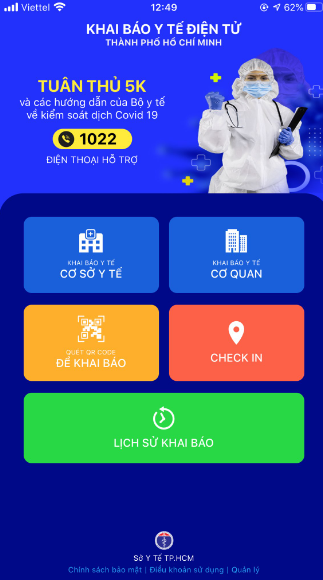 Viettel 12:49 62%
KHAI BÁO Y TẾ ĐIỆN TỬ
THÀNH PHỐ HỒ CHÍ MINH
TUÂN THỦ 5K
và các hướng dẫn của Bộ y tế
về kiểm soát dịch Covid 19
1022
ĐIỆN THOẠI HỖ TRỢ
KHAI BÁO Y TẾ
CƠ SỞ Y TẾ
KHAI BÁO Y TẾ
CƠ QUAN
QUÉT QR CODE
ĐỂ KHAI BÁO
CHECK IN
LỊCH SỬ KHAI BÁO
Sở Y Tế TP.HCM
Chính sách bảo mật | Điều khoản sử dụng | Quản lý